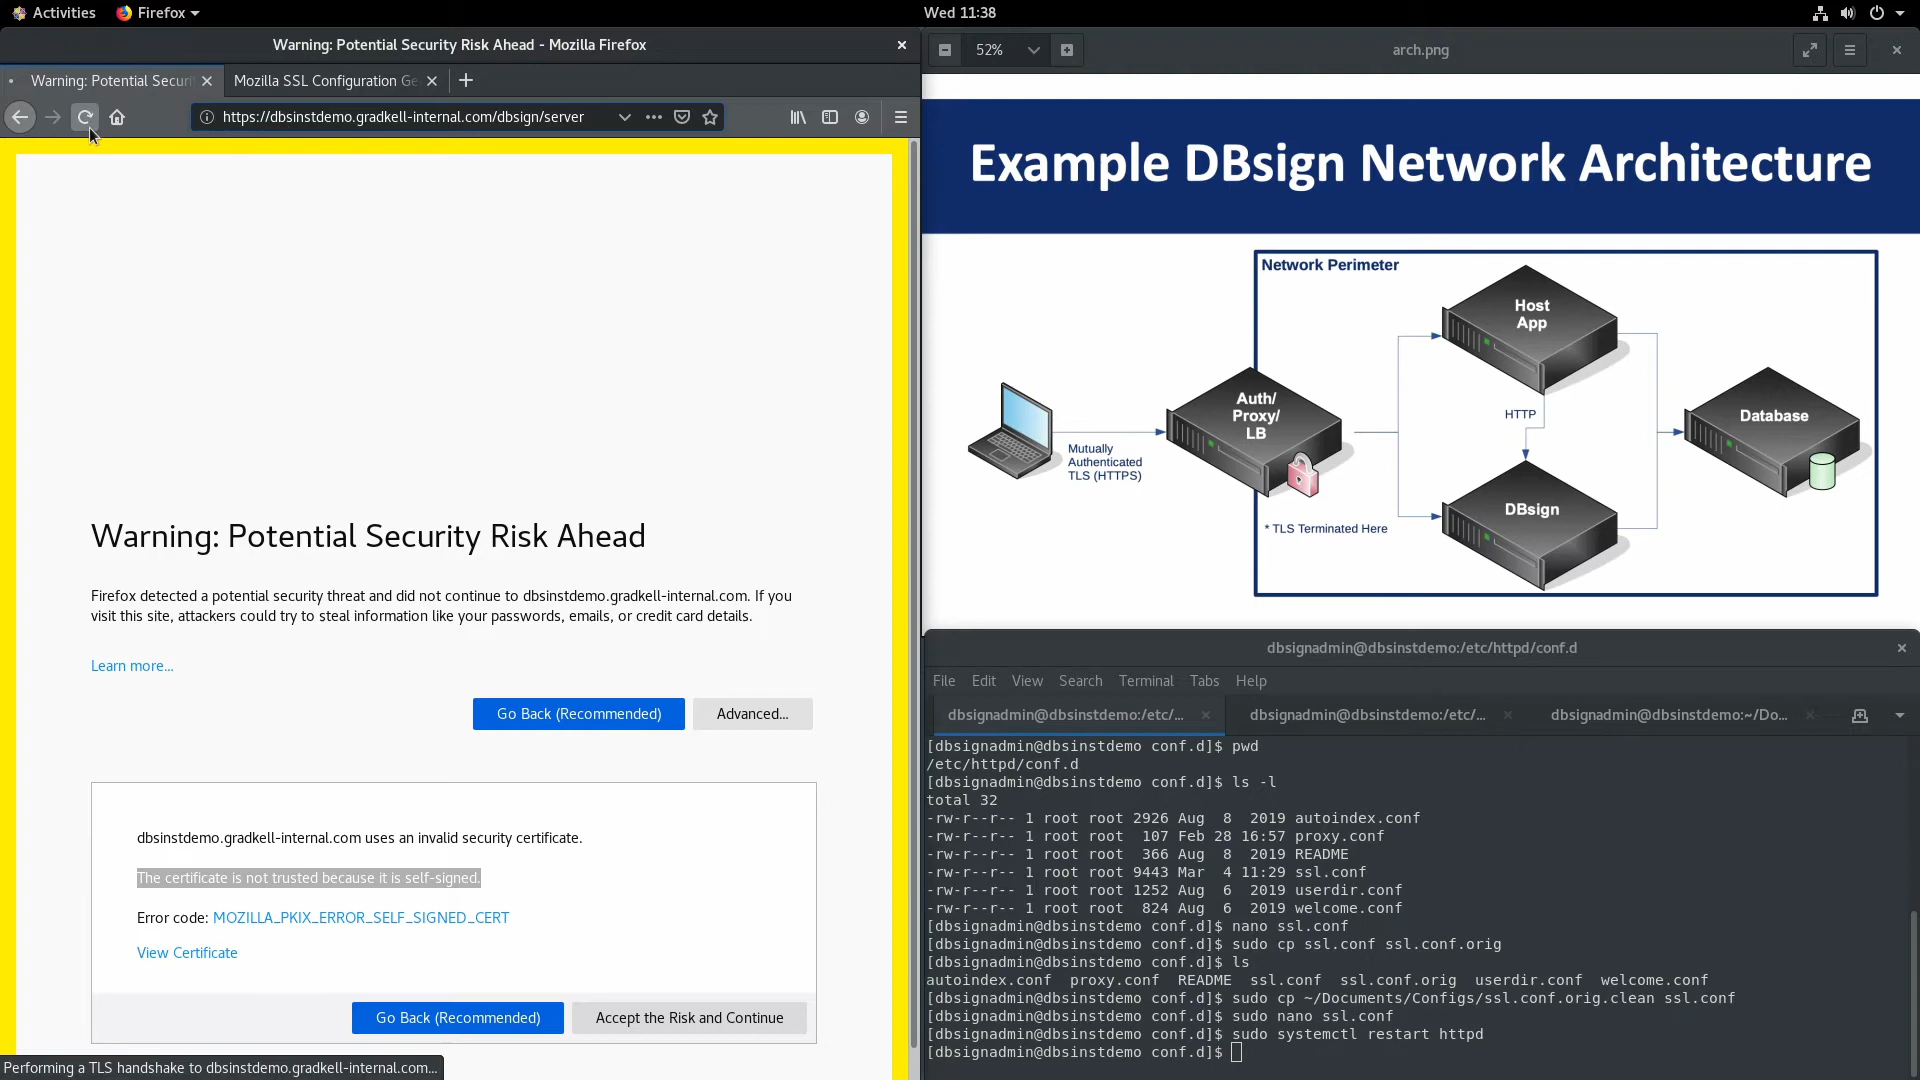 Activities
Firefox
Wed 11:38
Warning: Potential Security Risk Ahead - Mozilla Firefox
Warning: Potential Securi
Mozilla SSL Configuration Ge
https://dbsinstdemo.gradkell-internal.com/dbsign/server
Warning: Potential Security Risk Ahead
Firefox detected a potential security threat and did not continue to dbsinstdemo.gradkell-internal.com. If you
visit this site, attackers could try to steal information like your passwords, emails, or credit card details.
Learn more...
Go Back (Recommended)
Advanced...
dbsinstdemo.gradkell-internal.com uses an invalid security certificate.
The certificate is not trusted because it is self-signed.
Error code: MOZILLA_PKIX_ERROR_SELF_SIGNED_CERT
View Certificate
Go Back (Recommended)
Accept the Risk and Continue
Performing a TLS handshake to dbsinstdemo.gradkell-internal.com...
52%
arch.png
Example DBsign Network Architecture
Network Perimeter
Host
App
Auth/
Proxy/
LB
Database
HTTP
Mutually
Authenticated
TLS (HTTPS)
DBsign
* TLS Terminated Here
dbsignadmin@dbsinstdemo:/etc/httpd/conf.d
File Edit View Search Terminal Tabs Help
dbsignadmin@dbsinstdemo:/etc/...
dbsignadmin@dbsinstdemo:/etc/...
dbsignadmin@dbsinstdemo:~/Do...
[dbsignadmin@dbsinstdemo conf.d]$ pwd
/etc/httpd/conf.d
[dbsignadmin@dbsinstdemo conf.d]$ ls -l
total 32
-rw-r--r-- 1 root root 2926 Aug  8  2019 autoindex.conf
-rw-r--r-- 1 root root  107 Feb 28 16:57 proxy.conf
-rw-r--r-- 1 root root  366 Aug  8  2019 README
-rw-r--r-- 1 root root 9443 Mar  4 11:29 ssl.conf
-rw-r--r-- 1 root root 1252 Aug  6  2019 userdir.conf
-rw-r--r-- 1 root root  824 Aug  6  2019 welcome.conf
[dbsignadmin@dbsinstdemo conf.d]$ nano ssl.conf
[dbsignadmin@dbsinstdemo conf.d]$ sudo cp ssl.conf ssl.conf.orig
[dbsignadmin@dbsinstdemo conf.d]$ ls
autoindex.conf  proxy.conf  README  ssl.conf  ssl.conf.orig  userdir.conf  welcome.conf
[dbsignadmin@dbsinstdemo conf.d]$ sudo cp ~/Documents/Configs/ssl.conf.orig.clean ssl.conf
[dbsignadmin@dbsinstdemo conf.d]$ sudo nano ssl.conf
[dbsignadmin@dbsinstdemo conf.d]$ sudo systemctl restart httpd
[dbsignadmin@dbsinstdemo conf.d]$